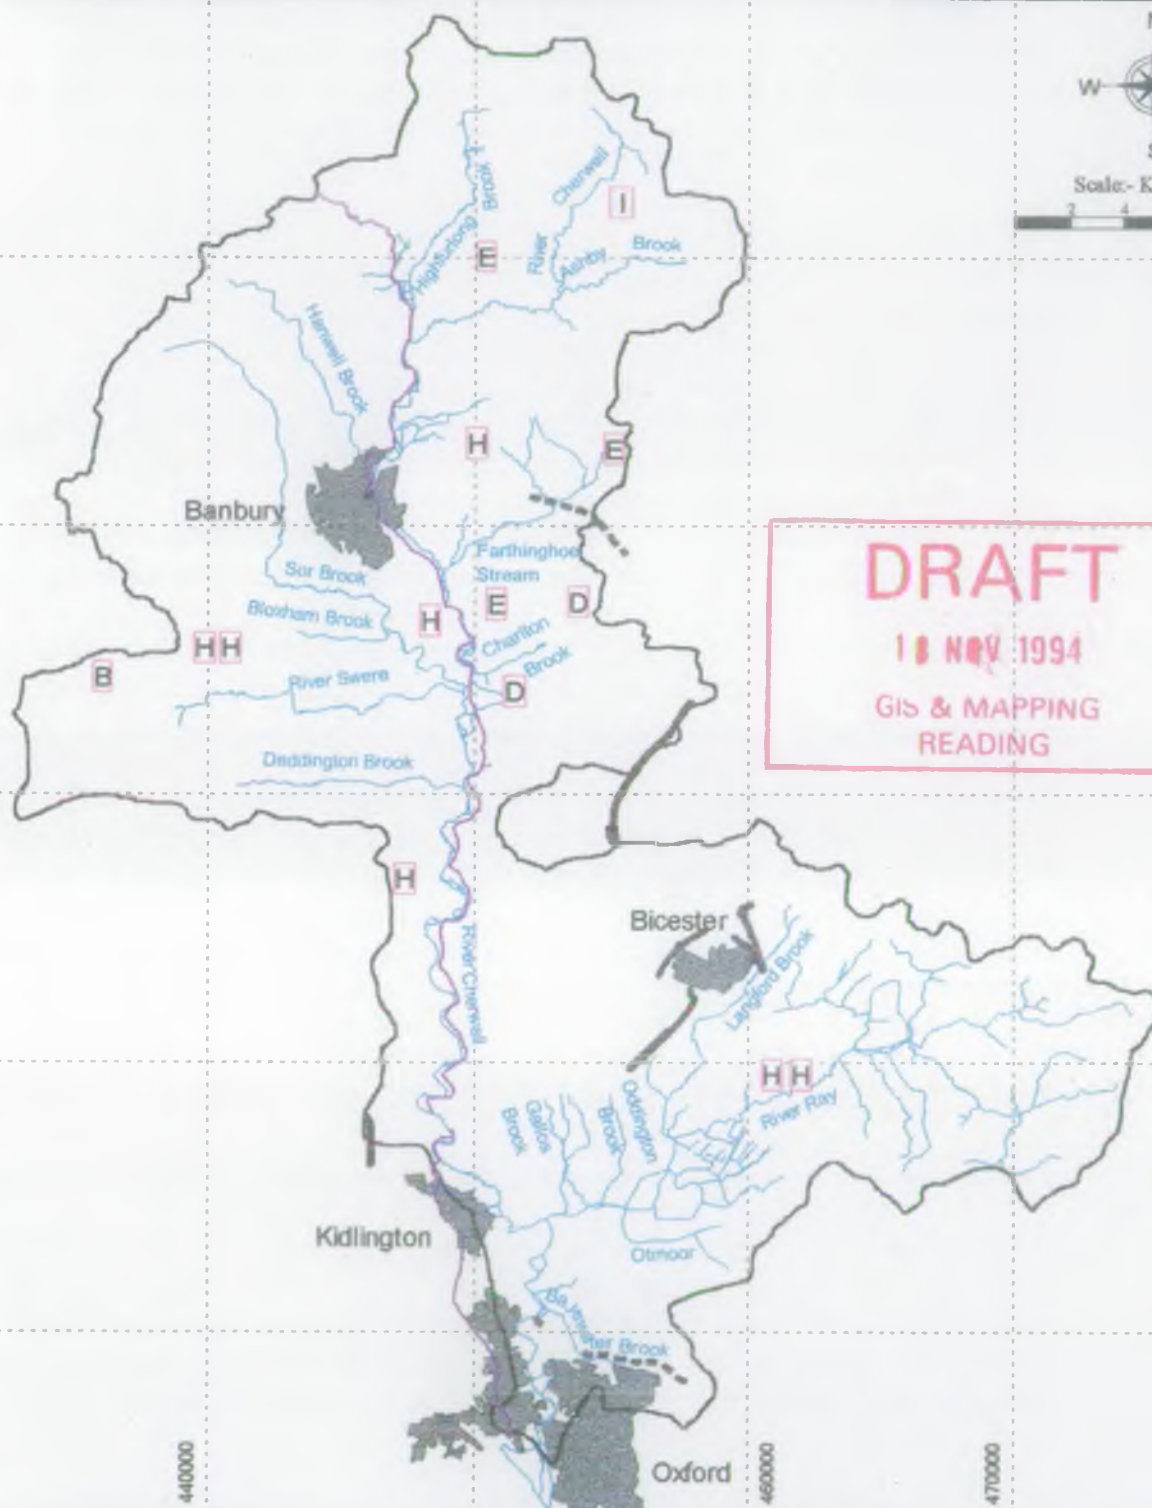 N
W
S
Scale:- K
2 4
Highfurlong
Brook
River
Cherwell
I
E
Ashby
Brook
Hanwell Brook
H
E
Banbury
Farthinghoe
Stream
Sor Brook
E
D
Bloxham Brook
H
Charlton
Brook
H H
B
River Swere
D
DRAFT
NOV 1994
GIS & MAPPING
READING
Deddington Brook
H
Bicester
River Cherwell
Langford Brook
H H
Gallos
Brook
Oddington
Brook
River Ray
Kidlington
Otmoor
Bayswater Brook
Oxford
440000
460000
470000